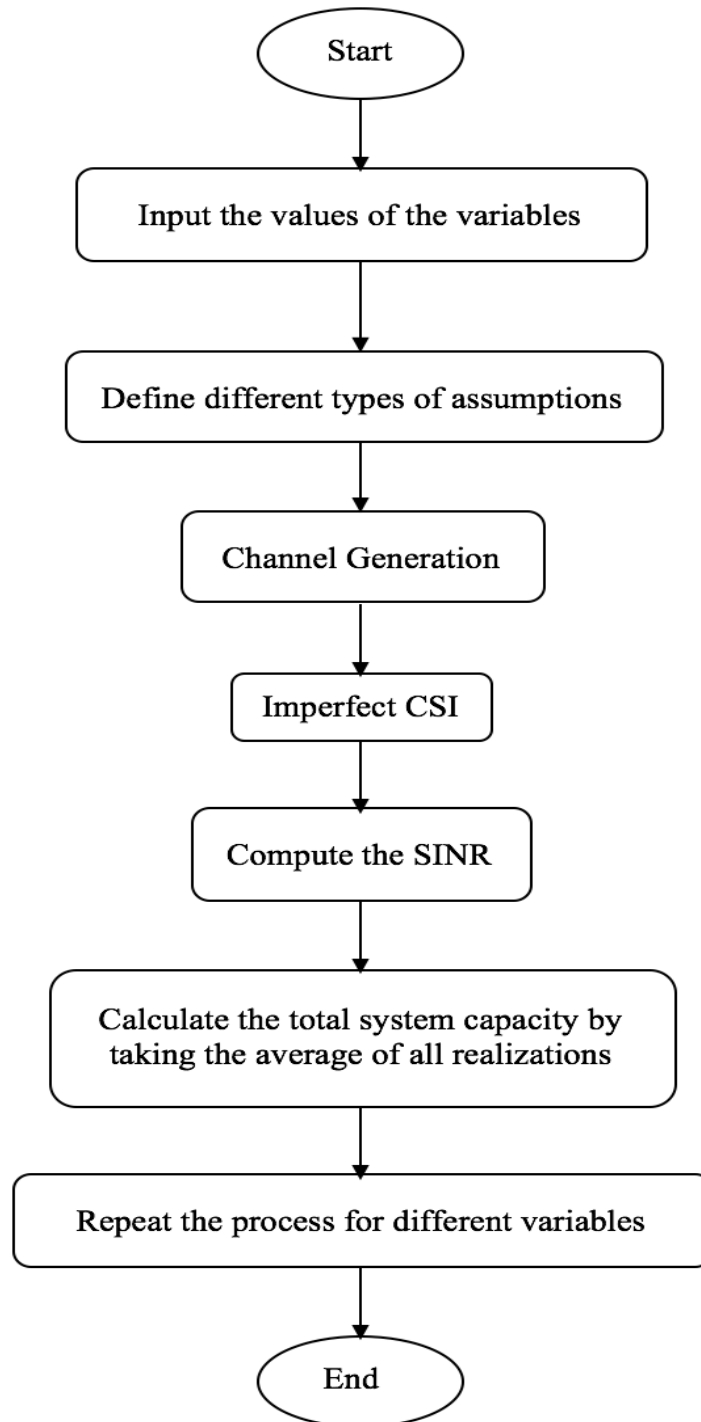 Start
Input the values of the variables
Define different types of assumptions
Channel Generation
Imperfect CSI
Compute the SINR
Calculate the total system capacity by
taking the average of all realizations
Repeat the process for different variables
End